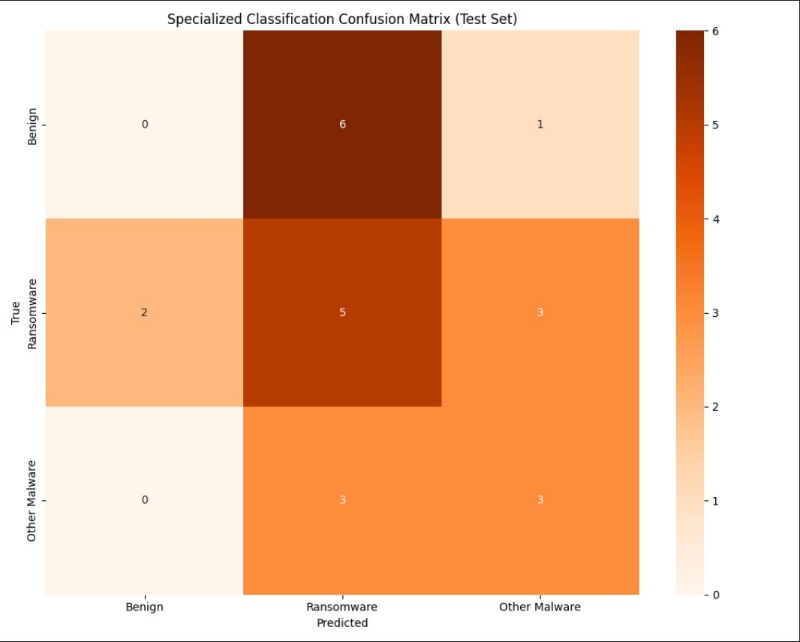 Specialized Classification Confusion Matrix (Test Set)
Benign
0
6
1
True
Ransomware
2
5
3
Other Malware
0
3
3
Benign
Ransomware
Other Malware
Predicted
6
5
4
3
2
1
0